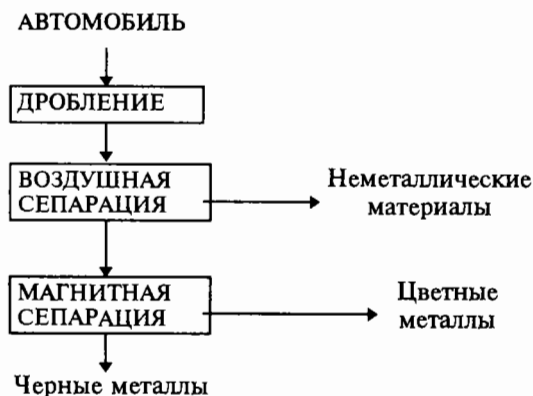 АВТОМОБИЛЬ
ДРОБЛЕНИЕ
ВОЗДУШНАЯ
СЕПАРАЦИЯ
Неметаллические
материалы
МАГНИТНАЯ
СЕПАРАЦИЯ
Цветные
металлы
Черные металлы